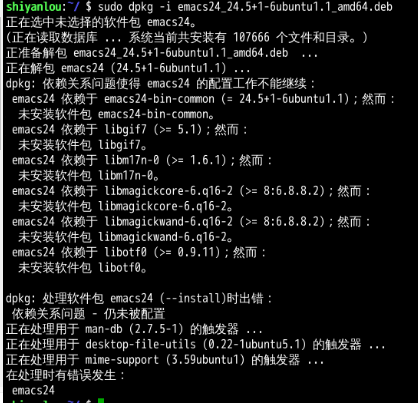 shiyanlou:~/ $ sudo dpkg -i emacs24_24.5+1-6ubuntu1.1_amd64.deb
正在选中未选择的软件包 emacs24。
(正在读取数据库 ... 系统当前共安装有 107666 个文件和目录。)
正准备解包 emacs24_24.5+1-6ubuntu1.1_amd64.deb  ...
正在解包 emacs24 (24.5+1-6ubuntu1.1) ...
dpkg: 依赖关系问题使得 emacs24 的配置工作不能继续：
 emacs24 依赖于 emacs24-bin-common (= 24.5+1-6ubuntu1.1)；然而：
  未安装软件包 emacs24-bin-common。
 emacs24 依赖于 libgif7 (>= 5.1)；然而：
  未安装软件包 libgif7。
 emacs24 依赖于 libm17n-0 (>= 1.6.1)；然而：
  未安装软件包 libm17n-0。
 emacs24 依赖于 libmagickcore-6.q16-2 (>= 8:6.8.8.2)；然而：
  未安装软件包 libmagickcore-6.q16-2。
 emacs24 依赖于 libmagickwand-6.q16-2 (>= 8:6.8.8.2)；然而：
  未安装软件包 libmagickwand-6.q16-2。
 emacs24 依赖于 libotf0 (>= 0.9.11)；然而：
  未安装软件包 libotf0。

dpkg: 处理软件包 emacs24 (--install)时出错：
 依赖关系问题 - 仍未被配置
正在处理用于 man-db (2.7.5-1) 的触发器 ...
正在处理用于 desktop-file-utils (0.22-1ubuntu5.1) 的触发器 ...
正在处理用于 mime-support (3.59ubuntu1) 的触发器 ...
在处理时有错误发生：
 emacs24
shiyanlou:~/ $